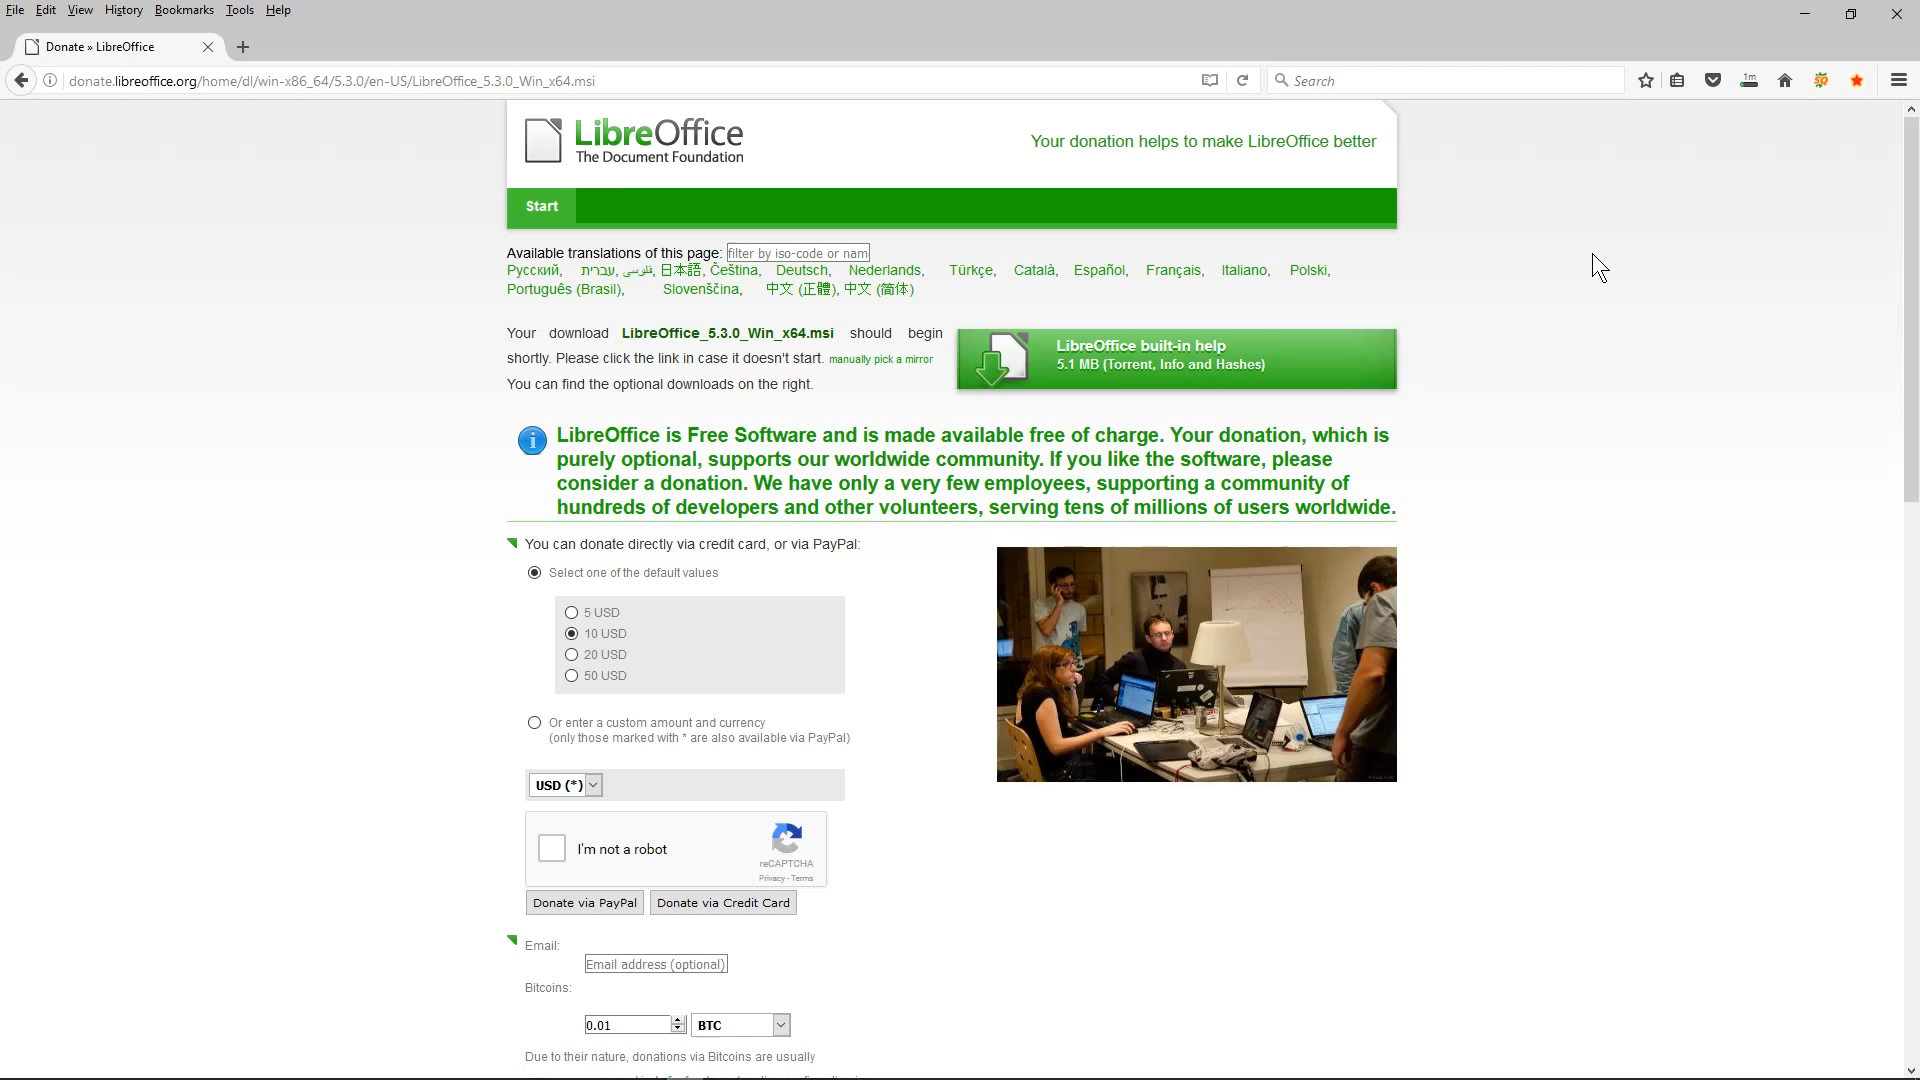 File Edit View History Bookmarks Tools Help
Donate » LibreOffice
donate.libreoffice.org/home/dl/win-x86_64/5.3.0/en-US/LibreOffice_5.3.0_Win_x64.msi
Search
1m
LibreOffice
The Document Foundation
Your donation helps to make LibreOffice better
Start
Available translations of this page: filter by iso-code or nam
Русский, עברית, فارسی, 日本語, Čeština, Deutsch, Nederlands, Türkçe, Català, Español, Français, Italiano, Polski,
Português (Brasil), Slovenščina, 中文 (正體), 中文 (简体)
Your download LibreOffice_5.3.0_Win_x64.msi should begin
shortly. Please click the link in case it doesn't start. manually pick a mirror
You can find the optional downloads on the right.
LibreOffice built-in help
5.1 MB (Torrent, Info and Hashes)
LibreOffice is Free Software and is made available free of charge. Your donation, which is
purely optional, supports our worldwide community. If you like the software, please
consider a donation. We have only a very few employees, supporting a community of
hundreds of developers and other volunteers, serving tens of millions of users worldwide.
You can donate directly via credit card, or via PayPal:
Select one of the default values
5 USD
10 USD
20 USD
50 USD
Or enter a custom amount and currency
(only those marked with * are also available via PayPal)
USD (*)
I'm not a robot
reCAPTCHA
Privacy - Terms
Donate via PayPal Donate via Credit Card
Email:
Email address (optional)
Bitcoins:
0.01 BTC
Due to their nature, donations via Bitcoins are usually